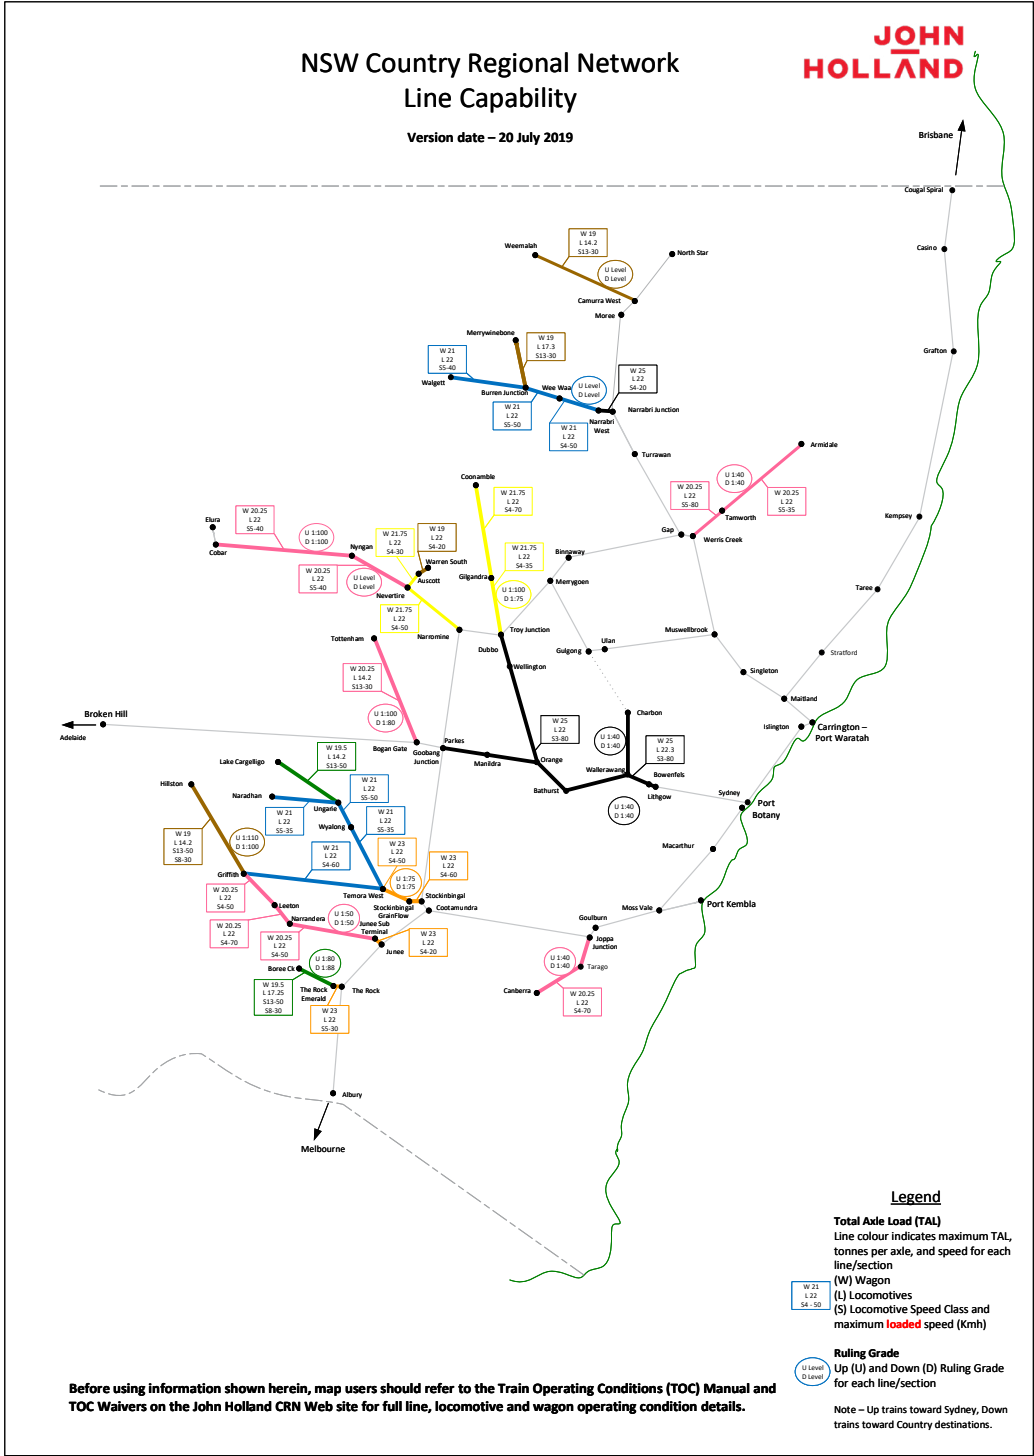 NSW Country Regional Network
Line Capability
Version date – 20 July 2019
JOHN
HOLLAND
Brisbane
Cougal Spiral
Casino
Grafton
Kempsey
Taree
Stratford
Maitland
Islington
Carrington –
Port Waratah
Singleton
Muswellbrook
Weemalah
W 19
L 14.2
S13-30
U Level
D Level
North Star
Camurra West
Moree
Merrywinebone
W 19
L 17.3
S13-30
W 21
L 22
S5-40
Walgett
Burren Junction
Wee Waa
U Level
D Level
W 25
L 22
S4-20
W 21
L 22
S5-50
W 21
L 22
S4-50
Narrabri
West
Narrabri Junction
Turrawan
Armidale
U 1:40
D 1:40
W 20.25
L 22
S5-80
W 20.25
L 22
S5-35
Tamworth
Gap
Werris Creek
Coonamble
W 21.75
L 22
S4-70
W 21.75
L 22
S4-35
Gilgandra
U 1:100
D 1:75
Binnaway
Merrygoen
Elura
Cobar
W 20.25
L 22
S5-40
U 1:100
D 1:100
Nyngan
W 20.25
L 22
S5-40
U Level
D Level
W 21.75
L 22
S4-30
W 19
L 22
S4-20
Warren South
Auscott
Nevertire
W 21.75
L 22
S4-50
Narromine
Troy Junction
Dubbo
Wellington
Gulgong
Ulan
Tottenham
W 20.25
L 14.2
S13-30
U 1:100
D 1:80
Bogan Gate
Broken Hill
Adelaide
Parkes
Goobang
Junction
Manildra
Orange
W 25
L 22
S3-80
Charbon
U 1:40
D 1:40
W 25
L 22.3
S3-80
Wallerawang
Bowenfels
Lithgow
Bathurst
U 1:40
D 1:40
Sydney
Port
Botany
Macarthur
Port Kembla
Moss Vale
Lake Cargelligo
W 19.5
L 14.2
S13-50
Hillston
Naradhan
Ungarie
W 21
L 22
S5-50
W 21
L 22
S5-35
Wyalong
W 21
L 22
S5-35
W 19
L 14.2
S13-50
S8-30
U 1:110
D 1:100
W 21
L 22
S4-60
W 23
L 22
S4-50
W 23
L 22
S4-60
U 1:75
D 1:75
Griffith
Temora West
Stockinbingal
Stockinbingal
GrainFlow
Cootamundra
W 20.25
L 22
S4-50
Leeton
Narrandera
U 1:50
D 1:50
Junee Sub
Terminal
Junee
W 20.25
L 22
S4-70
W 20.25
L 22
S4-50
W 23
L 22
S4-20
Boree Ck
U 1:80
D 1:88
W 19.5
L 17.25
S13-50
S8-30
The Rock
Emerald
The Rock
W 23
L 22
S5-30
Goulburn
Joppa
Junction
U 1:40
D 1:40
Tarago
Canberra
W 20.25
L 22
S4-70
Albury
Melbourne
Legend
Total Axle Load (TAL)
Line colour indicates maximum TAL,
tonnes per axle, and speed for each
line/section
W 21
L 22
S4 - 50
(W) Wagon
(L) Locomotives
(S) Locomotive Speed Class and
maximum loaded speed (Kmh)
Ruling Grade
U Level
D Level
Up (U) and Down (D) Ruling Grade
for each line/section
Note – Up trains toward Sydney, Down
trains toward Country destinations.
Before using information shown herein, map users should refer to the Train Operating Conditions (TOC) Manual and
TOC Waivers on the John Holland CRN Web site for full line, locomotive and wagon operating condition details.